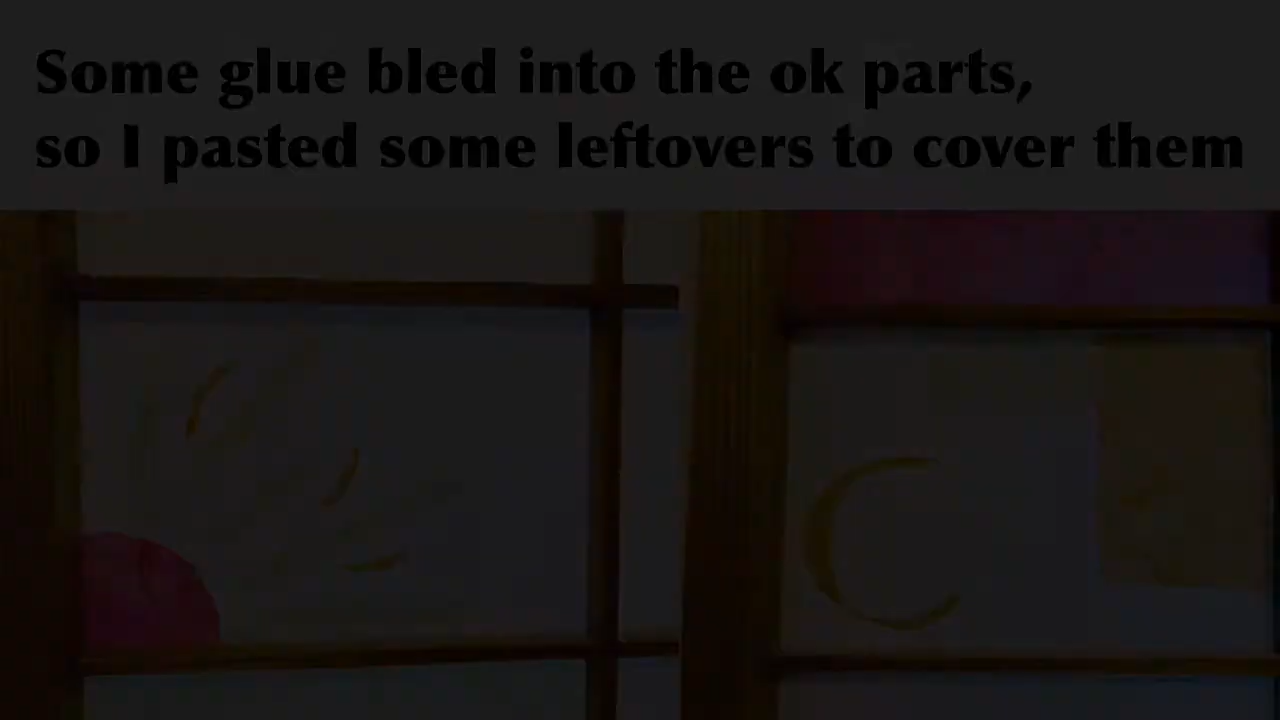 Some glue bled into the ok parts,
so I pasted some leftovers to cover them